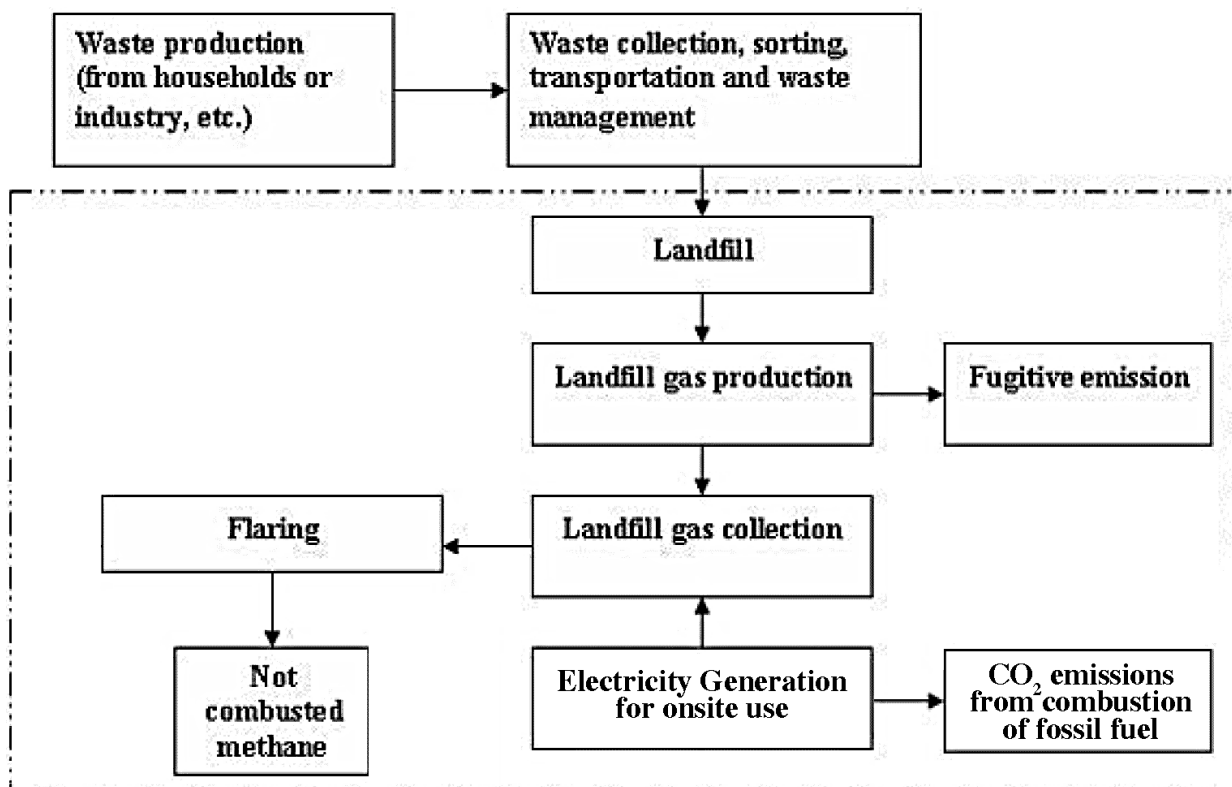 Waste production
(from households or
industry, etc.)
Waste collection, sorting,
transportation and waste
management
Landfill
Landfill gas production
Fugitive emission
Flaring
Landfill gas collection
Not
combusted
methane
Electricity Generation
for onsite use
CO₂ emissions
from combustion
of fossil fuel